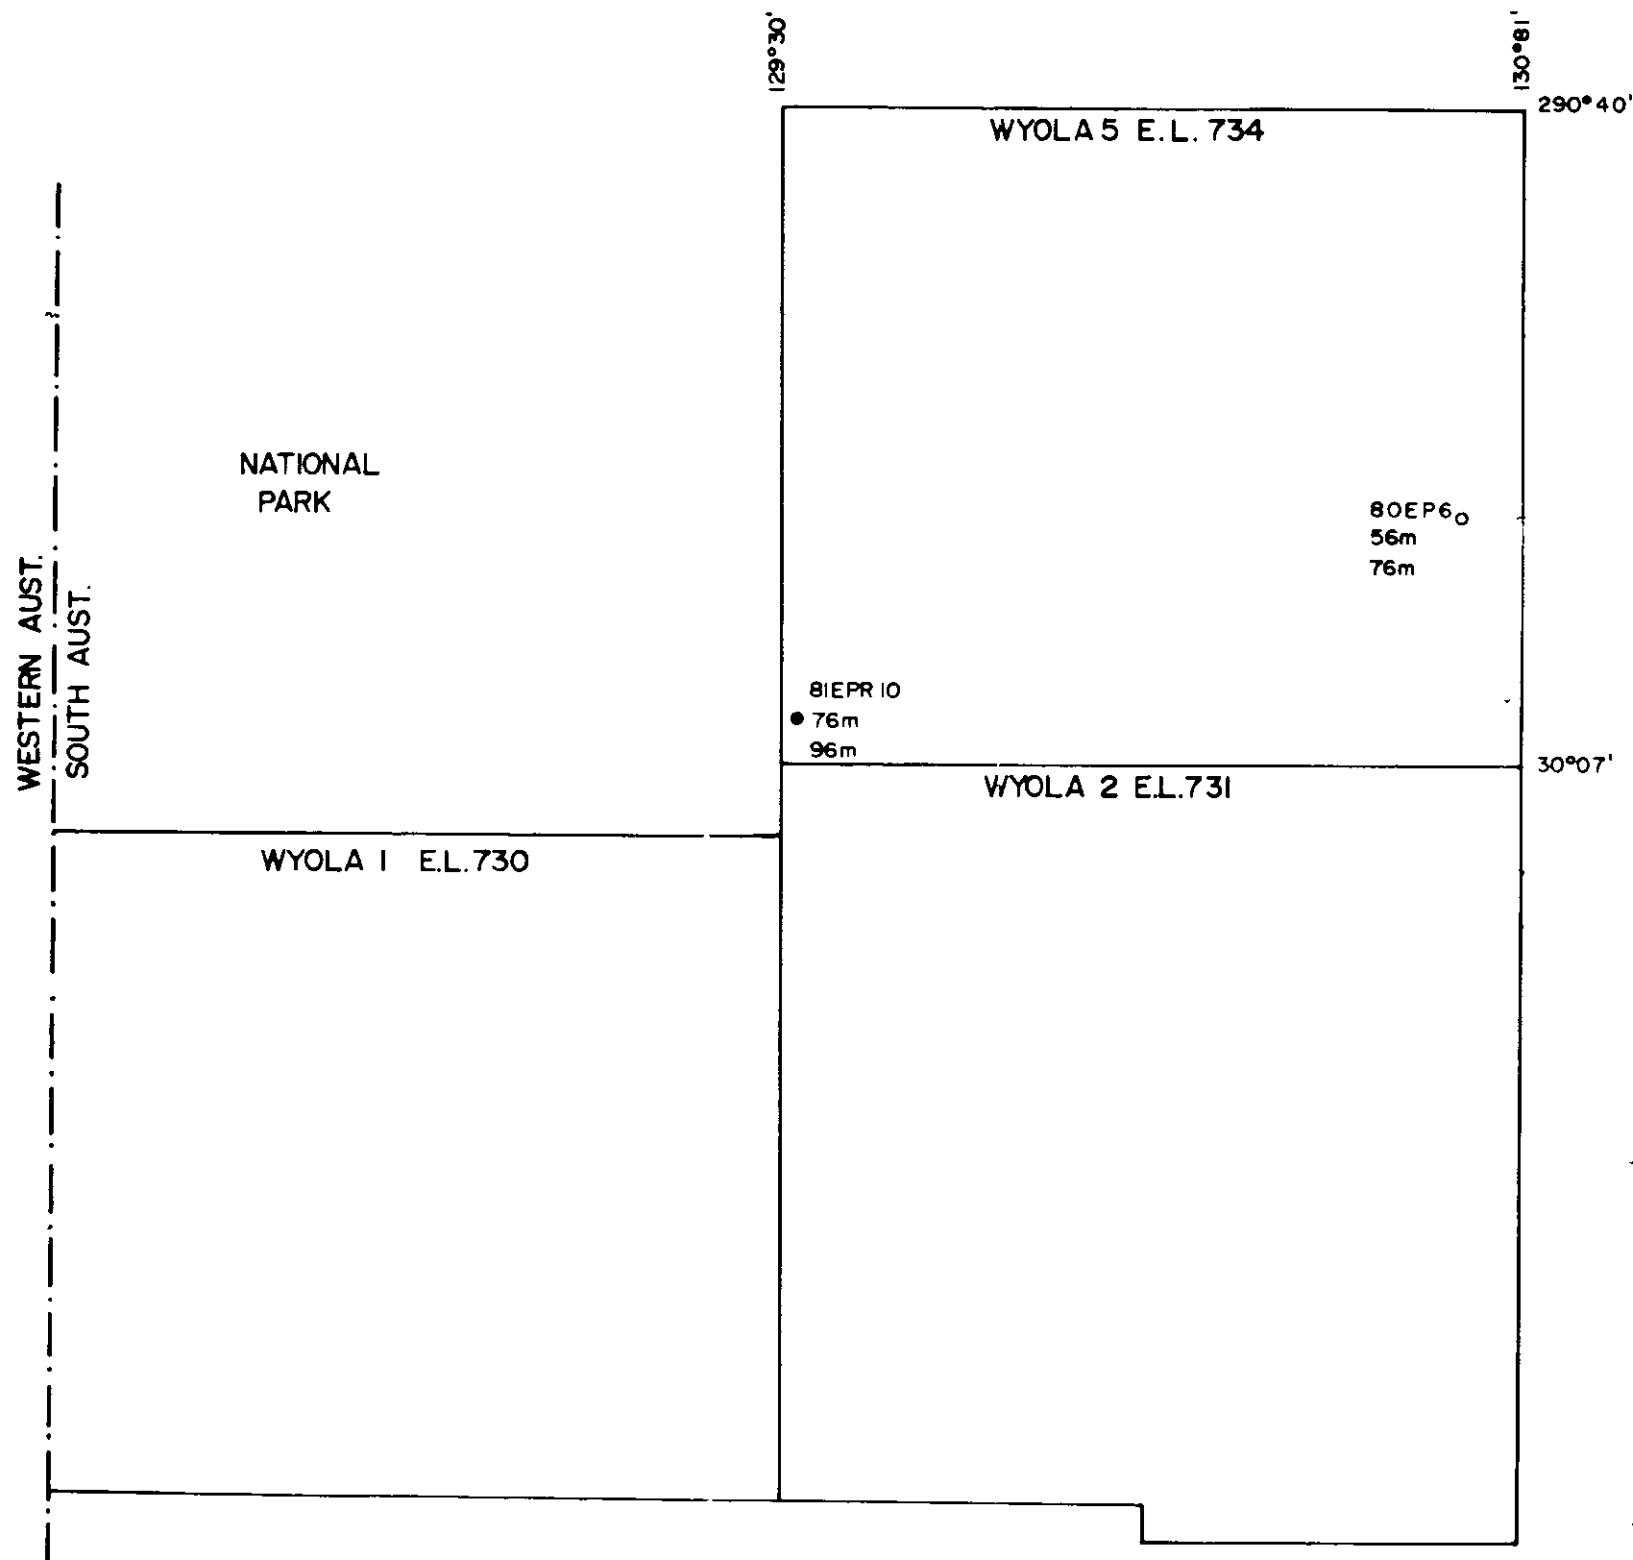 129°30'
130°81'
290°40'
WYOLA 5 E.L. 734
NATIONAL
PARK
80EP6
56m
76m
WESTERN AUST.
SOUTH AUST.
81EPR 10
76m
96m
30°07'
WYOLA 2 E.L.731
WYOLA 1 E.L.730